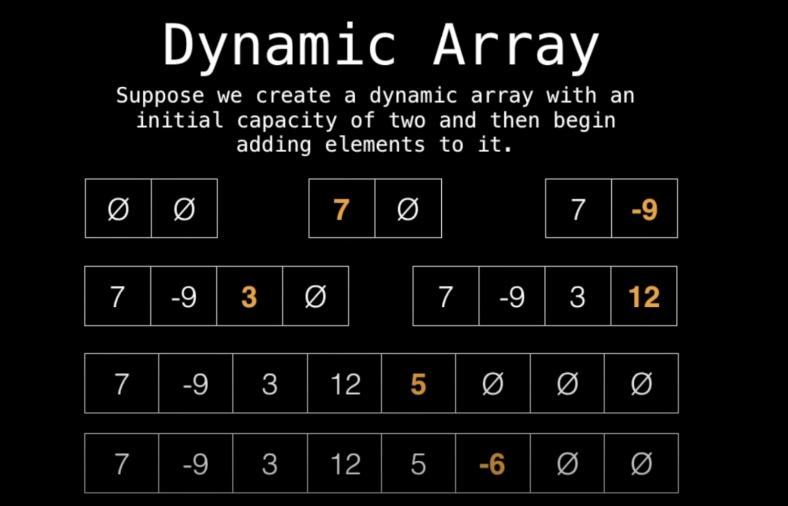 Dynamic Array
Suppose we create a dynamic array with an
initial capacity of two and then begin
adding elements to it.
Ø Ø 7 Ø 7 -9
7 -9 3 Ø 7 -9 3 12
7 -9 3 12 5 Ø Ø Ø
7 -9 3 12 5 -6 Ø Ø